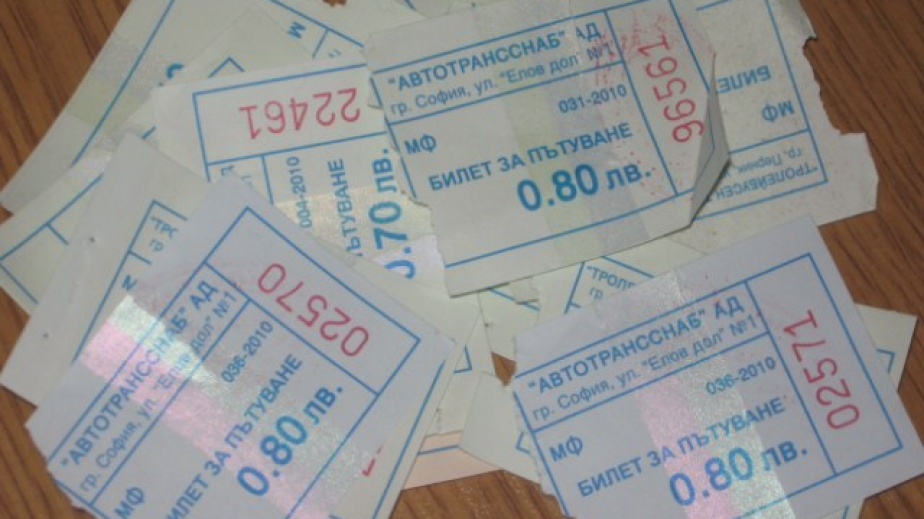 "АВТОТРАНССНАБ" АД
гр. София, ул. "Елов дол" №1
031-2010
МФ
БИЛЕТ ЗА ПЪТУВАНЕ
0.80 лв.
96561
22461
004-2010
0.70 лв.
БИЛЕТ
МФ
"ТРОЛЕЙБУСЕН
гр. Перник
МФ
"АВТОТРАНССНАБ" АД
гр. София, ул. "Елов дол" №1
036-2010
МФ
БИЛЕТ ЗА ПЪТУВАНЕ
0.80 лв.
02570
"АВТОТРАНССНАБ" АД
гр. София, ул. "Елов дол" №1
036-2010
МФ
БИЛЕТ ЗА ПЪТУВАНЕ
0.80 лв.
02571